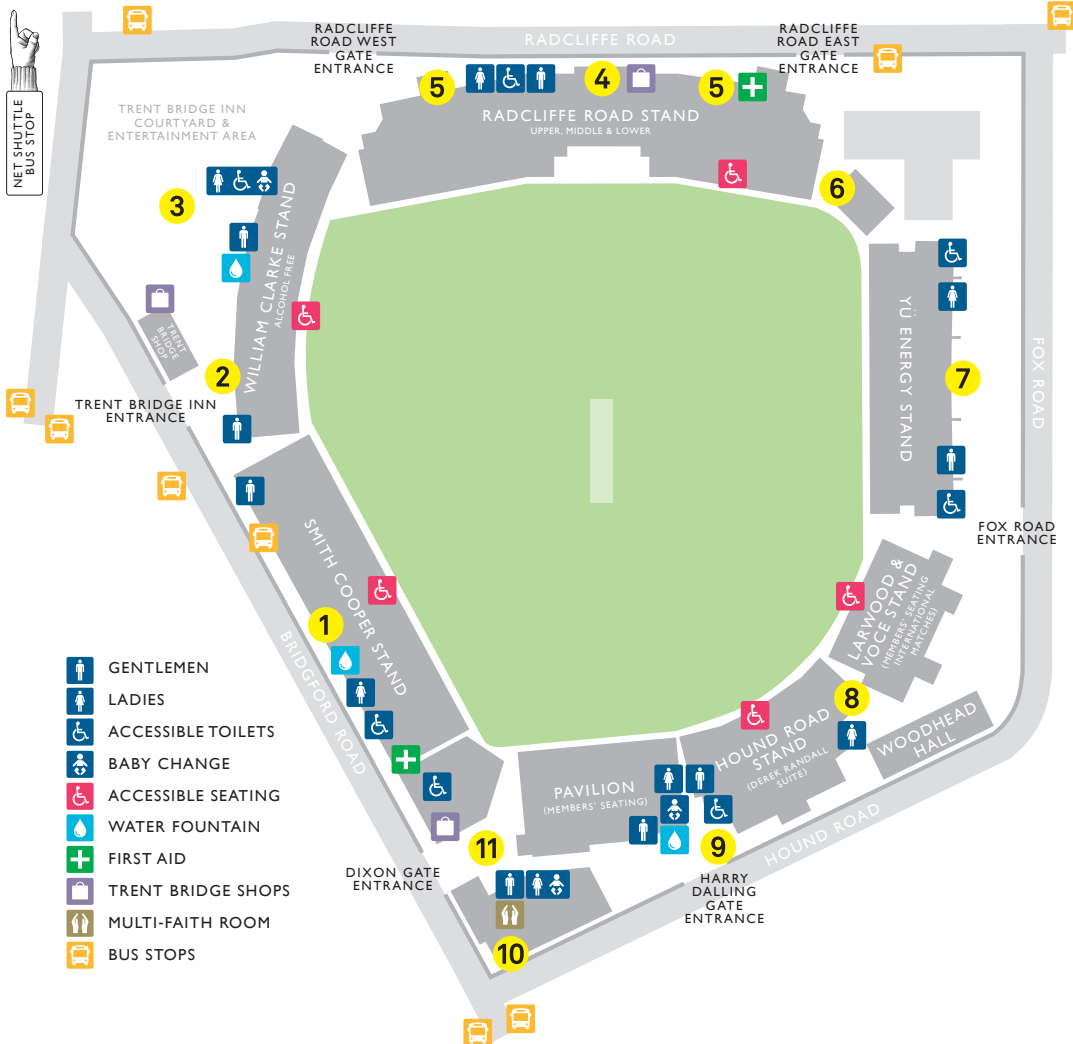 NET SHUTTLE
BUS STOP
RADCLIFFE
ROAD WEST
GATE
ENTRANCE
RADCLIFFE ROAD
RADCLIFFE
ROAD EAST
GATE
ENTRANCE
TRENT BRIDGE INN
COURTYARD &
ENTERTAINMENT AREA
5
4
5
RADCLIFFE ROAD STAND
UPPER, MIDDLE & LOWER
3
6
WILLIAM CLARKE STAND
ALCOHOL FREE
TRENT
BRIDGE
SHOP
2
TRENT BRIDGE INN
ENTRANCE
YÜ ENERGY STAND
7
FOX ROAD
FOX ROAD
ENTRANCE
SMITH COOPER STAND
1
BRIDGFORD ROAD
LARWOOD &
VOCE STAND
(MEMBERS' SEATING
INTERNATIONAL
MATCHES)
8
HOUND ROAD
STAND
(DEREK RANDALL
SUITE)
WOODHEAD
HALL
PAVILION
(MEMBERS' SEATING)
HOUND ROAD
11
9
DIXON GATE
ENTRANCE
HARRY
DALLING
GATE
ENTRANCE
10
GENTLEMEN
LADIES
ACCESSIBLE TOILETS
BABY CHANGE
ACCESSIBLE SEATING
WATER FOUNTAIN
FIRST AID
TRENT BRIDGE SHOPS
MULTI-FAITH ROOM
BUS STOPS